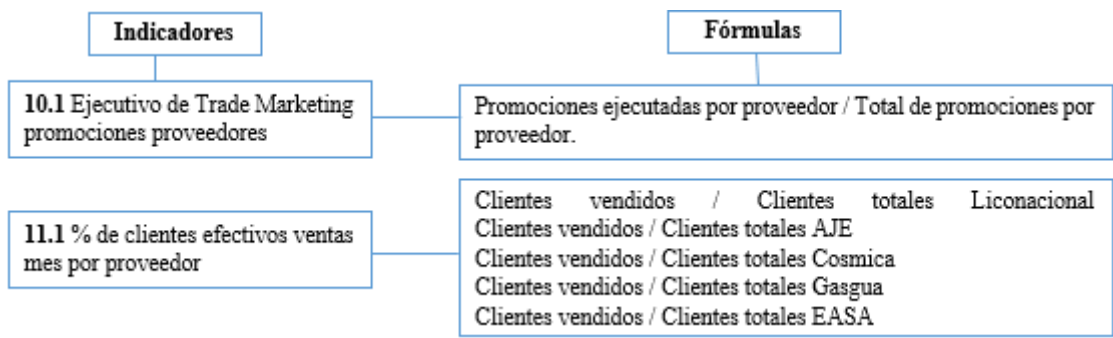 Indicadores
Fórmulas
10.1 Ejecutivo de Trade Marketing
promociones proveedores
Promociones ejecutadas por proveedor / Total de promociones por
proveedor.
11.1 % de clientes efectivos ventas
mes por proveedor
Clientes vendidos / Clientes totales Liconacional
Clientes vendidos / Clientes totales AJE
Clientes vendidos / Clientes totales Cosmica
Clientes vendidos / Clientes totales Gasgua
Clientes vendidos / Clientes totales EASA